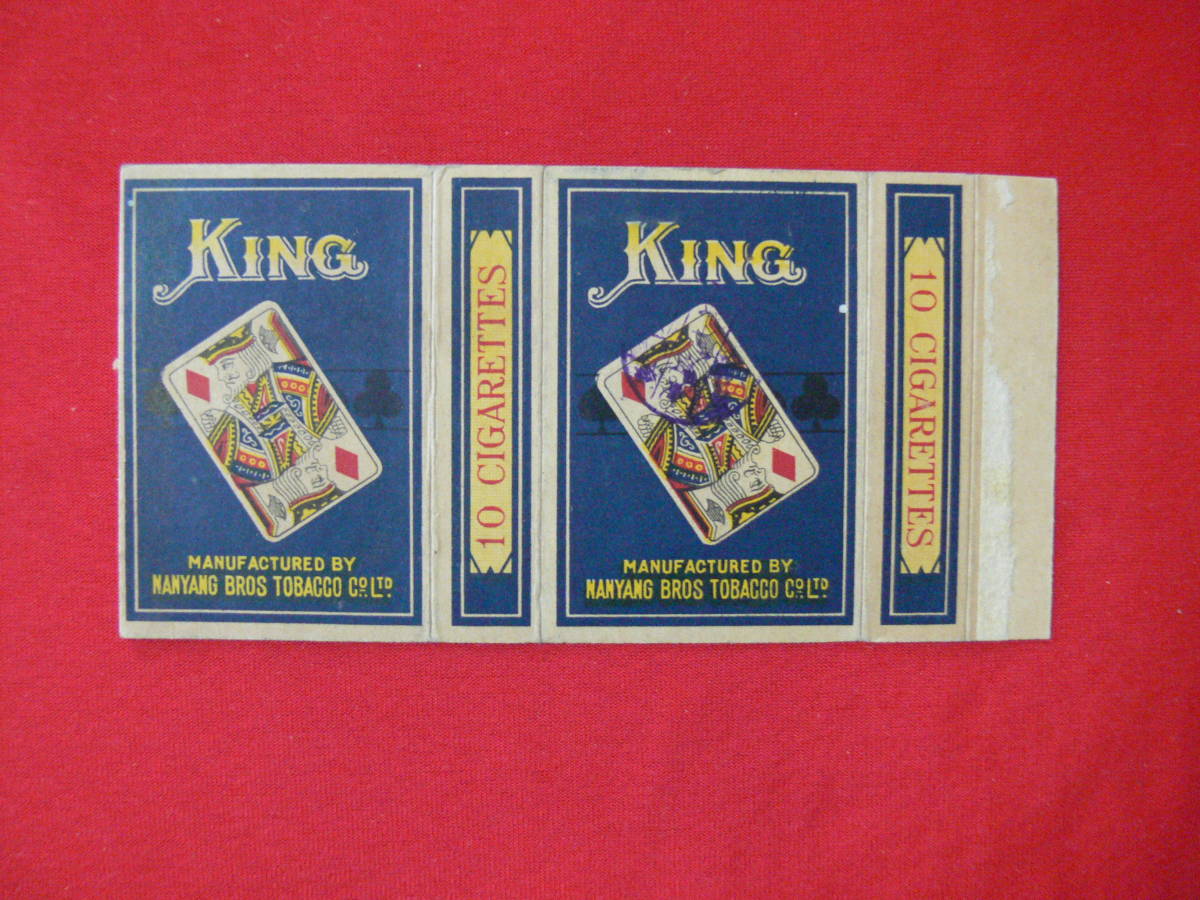 KING
MANUFACTURED BY
NANYANG BROS TOBACCO CO. LTD.
10 CIGARETTES
KING
MANUFACTURED BY
NANYANG BROS TOBACCO CO. LTD.
10 CIGARETTES